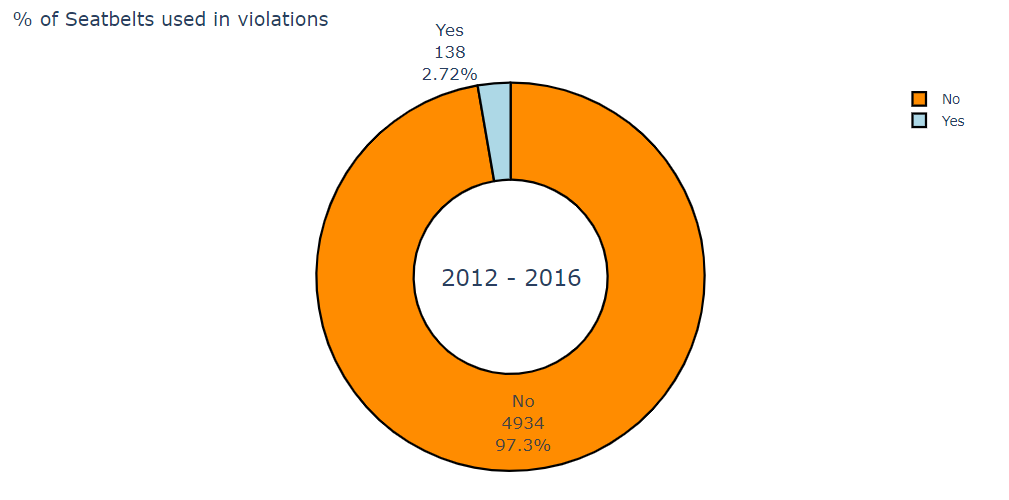 % of Seatbelts used in violations
Yes
138
2.72%
No
Yes
2012 - 2016
No
4934
97.3%